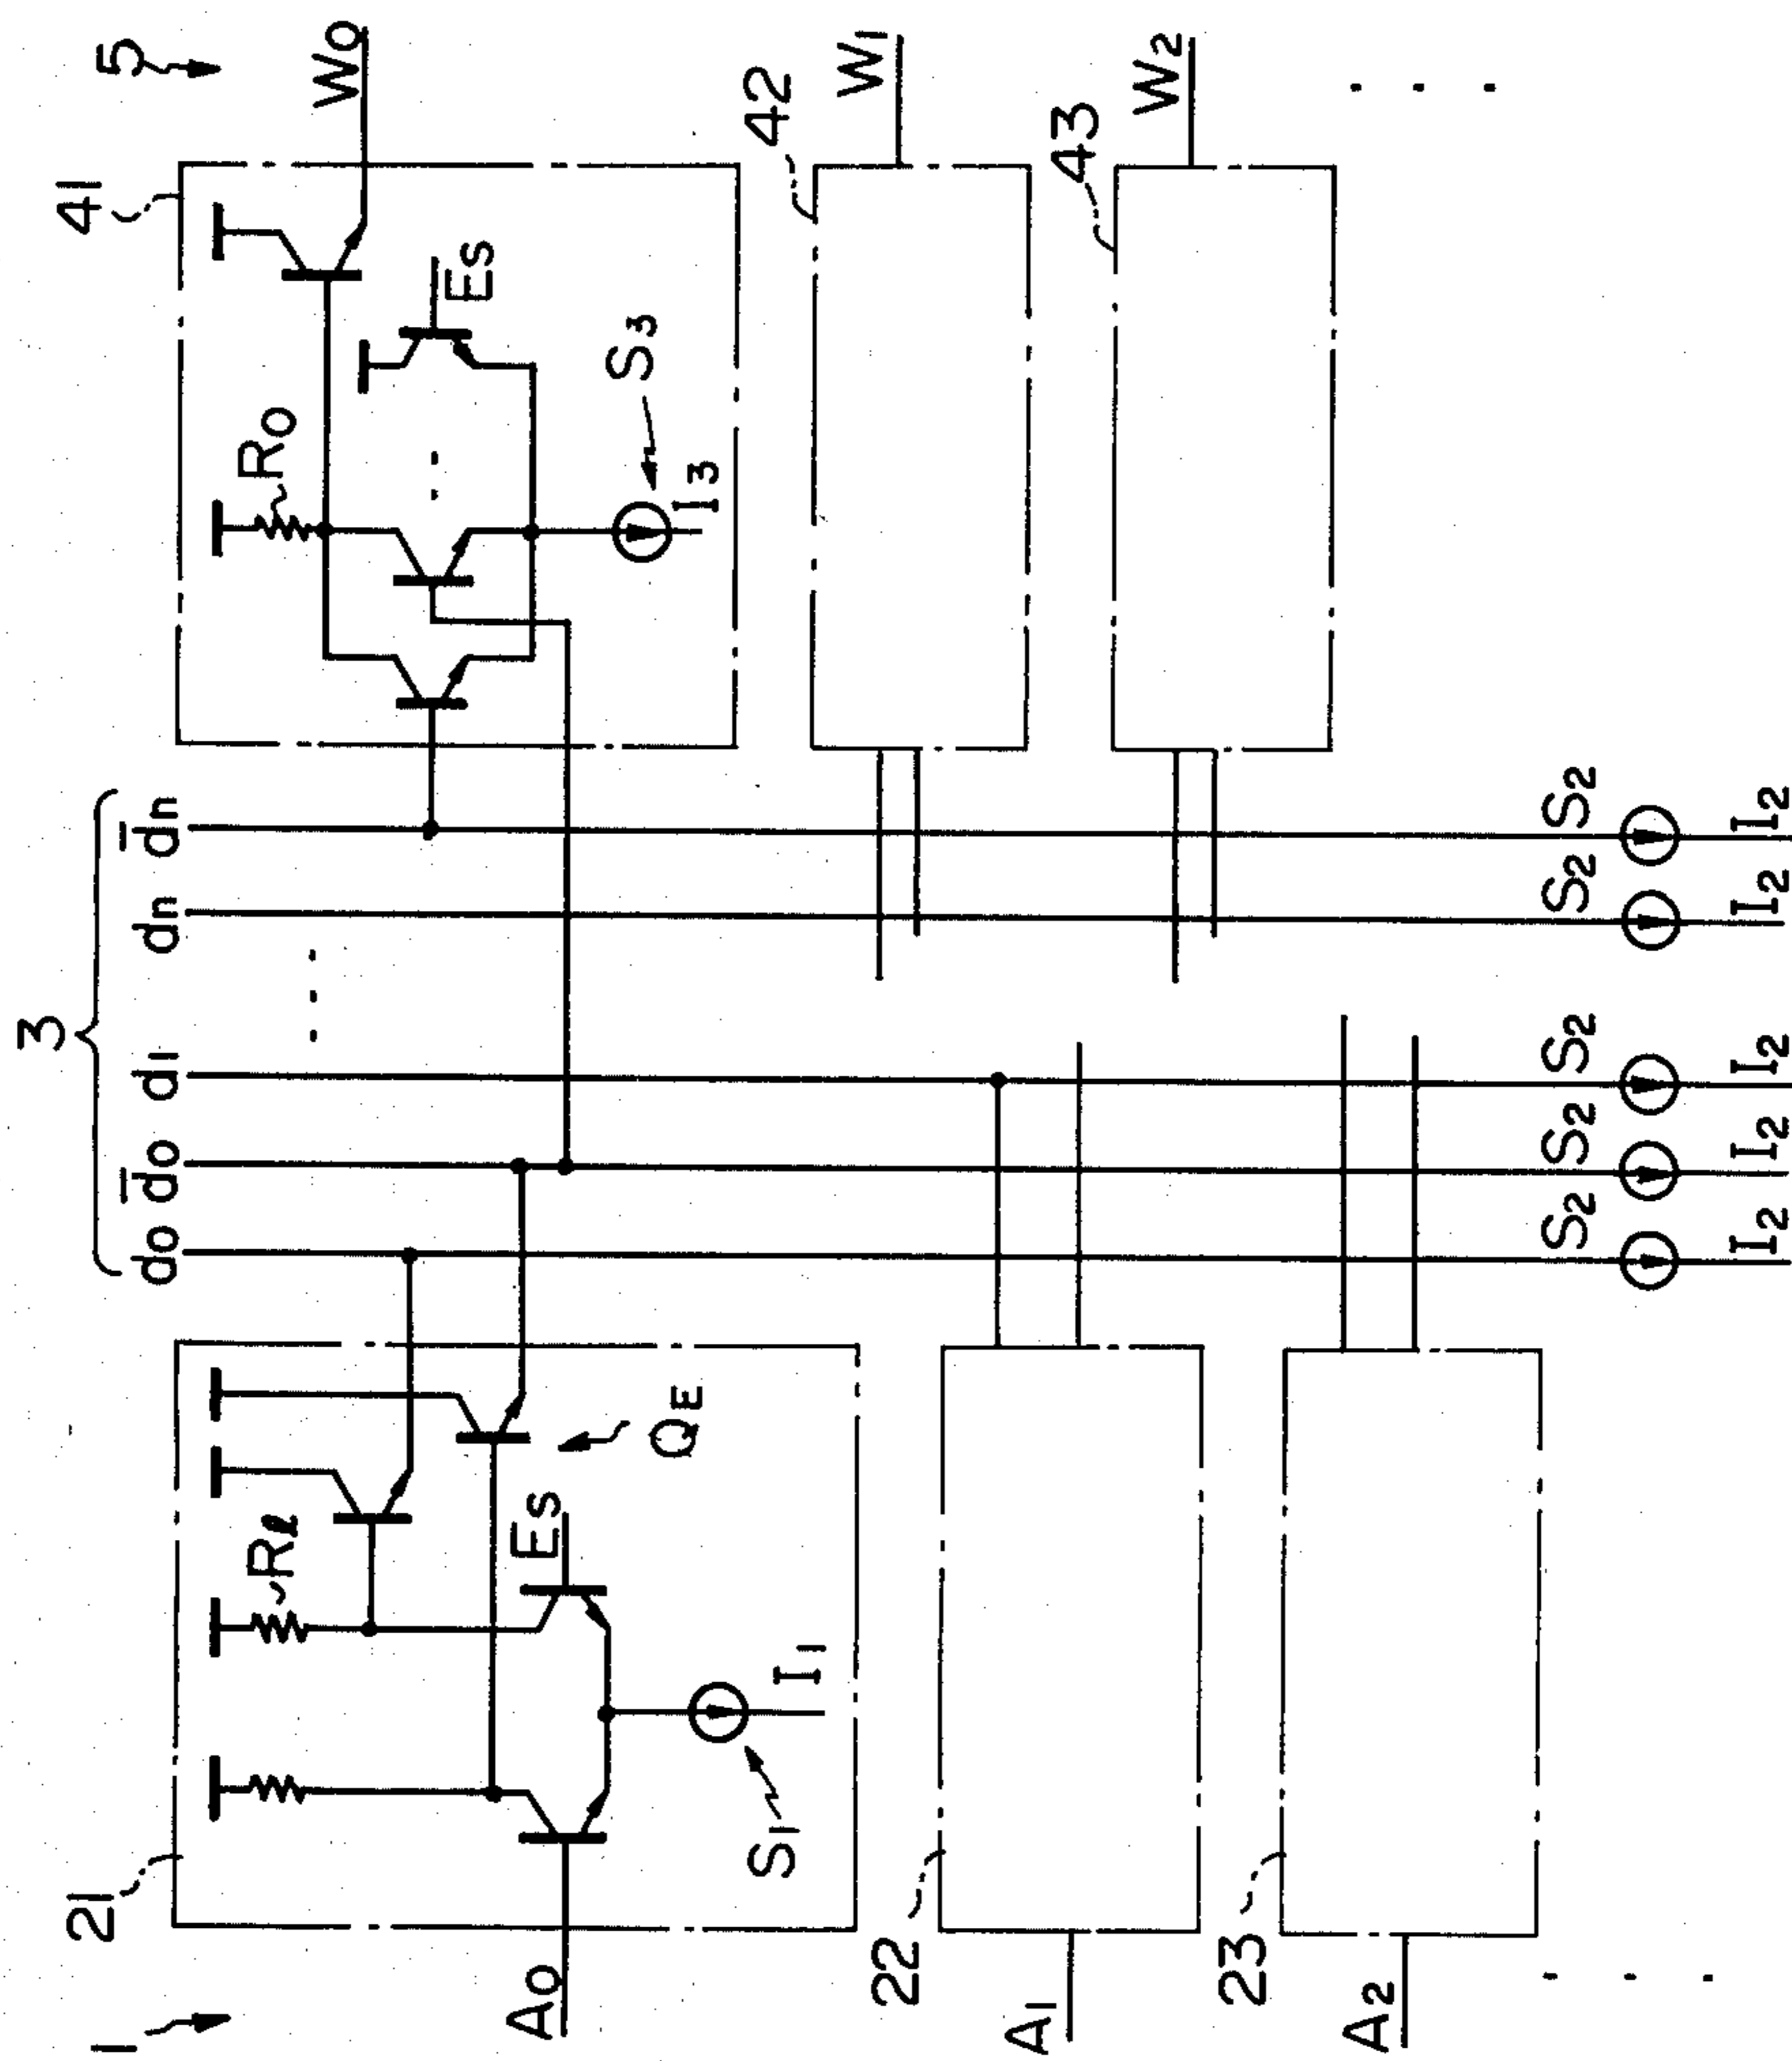 3
d0 d̅0 d1 - - - dn d̅n
1
21
A0
Rℓ
QE
ES
S1
I1
41
5
W0
R0
ES
S3
I3
22
A1
42
W1
23
A2
43
W2
S2 S2 S2 S2 S2
I2 I2 I2 I2 I2